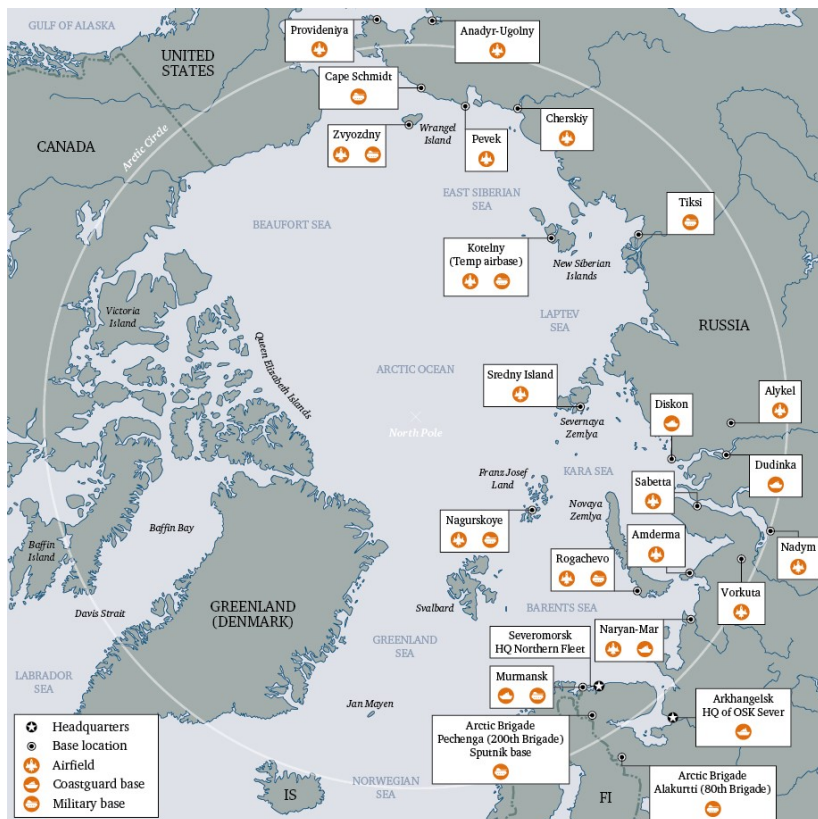 GULF OF ALASKA
UNITED
STATES
Provideniya
Anadyr-Ugolny
Cape Schmidt
Arctic Circle
CANADA
Zvyozdny
Wrangel
Island
Pevek
Cherskiy
EAST SIBERIAN
SEA
BEAUFORT SEA
Tiksi
Kotelny
(Temp airbase)
New Siberian
Islands
Victoria
Island
LAPTEV
SEA
RUSSIA
Queen Elisabeth Islands
ARCTIC OCEAN
Sredny Island
Severnaya
Zemlya
North Pole
Diskon
Alykel
Dudinka
KARA SEA
Franz Josef
Land
Sabetta
Novaya
Zemlya
Nagurskoye
Amderma
Nadym
Baffin Bay
Baffin
Island
Rogachevo
Vorkuta
Davis Strait
GREENLAND
(DENMARK)
Svalbard
BARENTS SEA
Naryan-Mar
GREENLAND
SEA
Severomorsk
HQ Northern Fleet
LABRADOR
SEA
Murmansk
Jan Mayen
Arkhangelsk
HQ of OSK Sever
Arctic Brigade
Pechenga (200th Brigade)
Sputnik base
Headquarters
Base location
Airfield
Coastguard base
Military base
IS
NORWEGIAN
SEA
FI
Arctic Brigade
Alakurtti (80th Brigade)